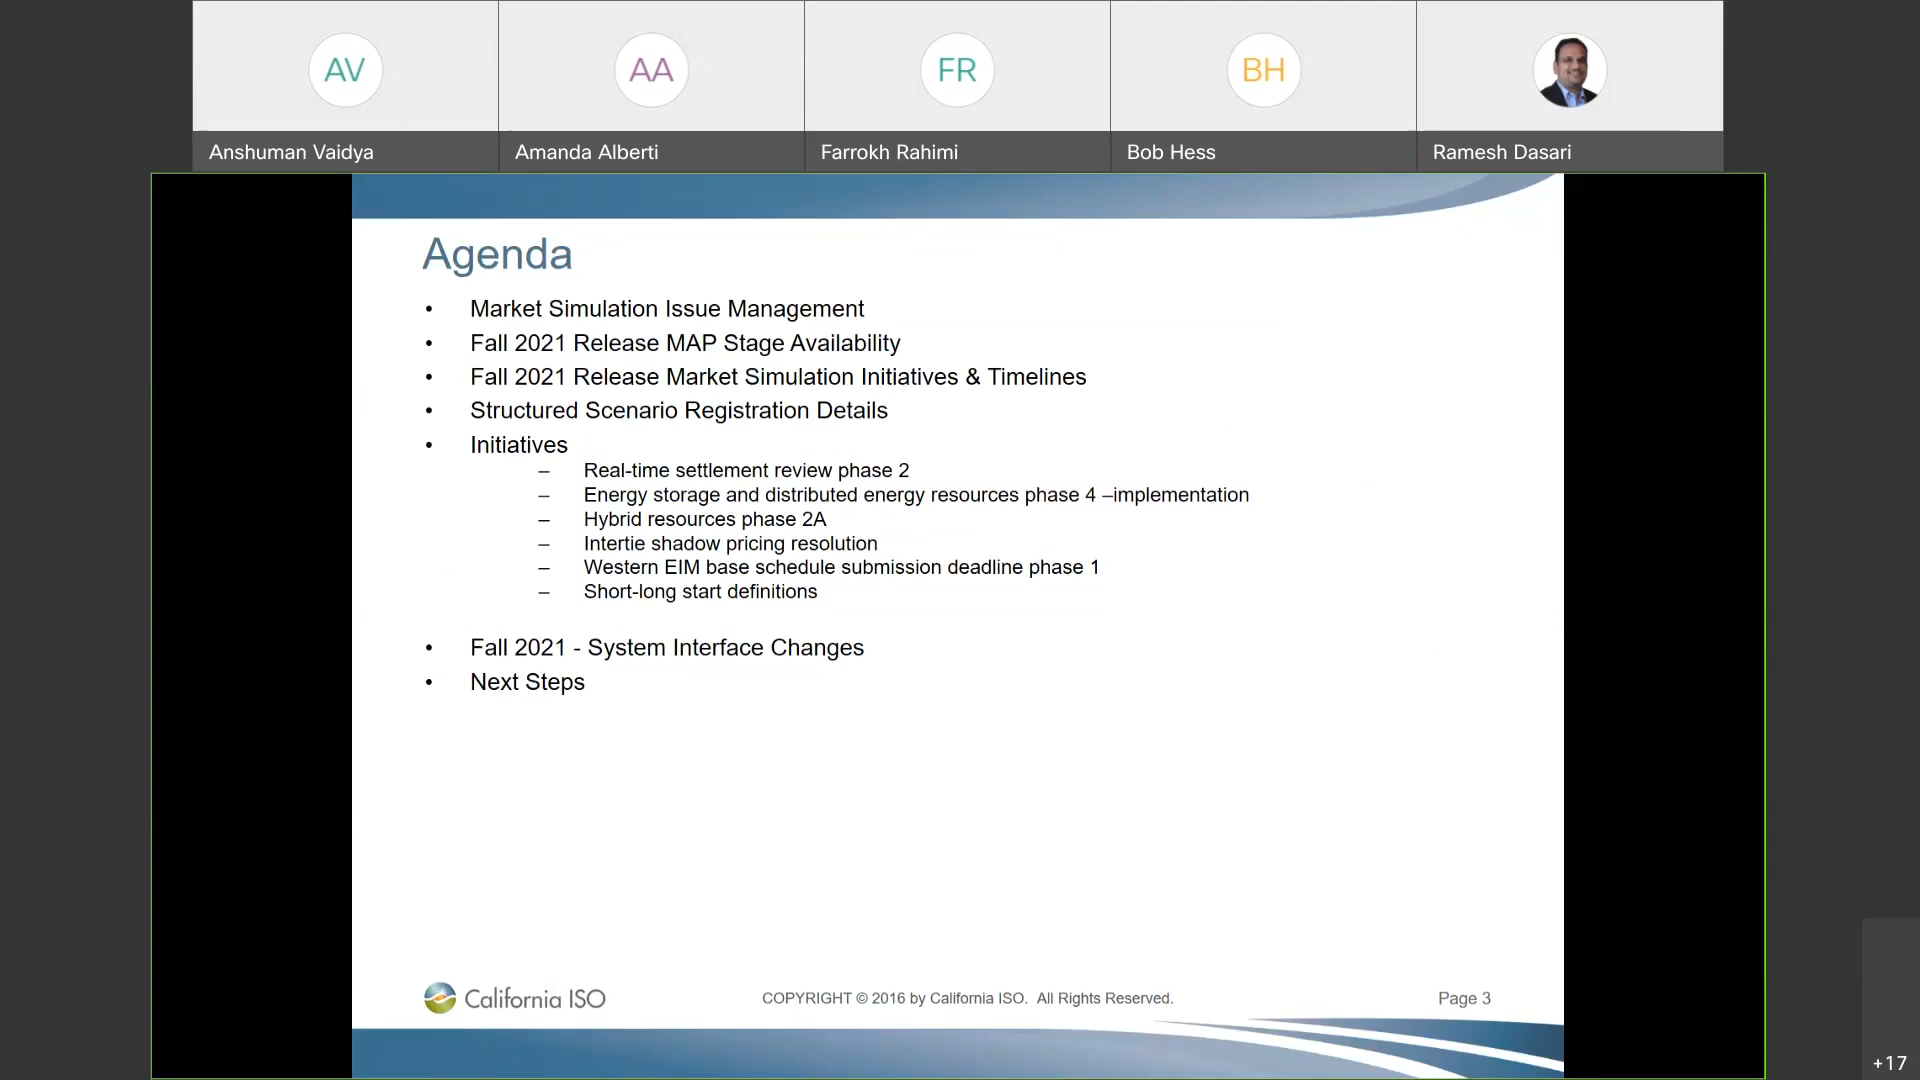 AV
AA
FR
BH
Anshuman Vaidya
Amanda Alberti
Farrokh Rahimi
Bob Hess
Ramesh Dasari
Agenda
• Market Simulation Issue Management
• Fall 2021 Release MAP Stage Availability
• Fall 2021 Release Market Simulation Initiatives & Timelines
• Structured Scenario Registration Details
• Initiatives
– Real-time settlement review phase 2
– Energy storage and distributed energy resources phase 4 –implementation
– Hybrid resources phase 2A
– Intertie shadow pricing resolution
– Western EIM base schedule submission deadline phase 1
– Short-long start definitions
• Fall 2021 - System Interface Changes
• Next Steps
California ISO
COPYRIGHT © 2016 by California ISO. All Rights Reserved.
Page 3
+17